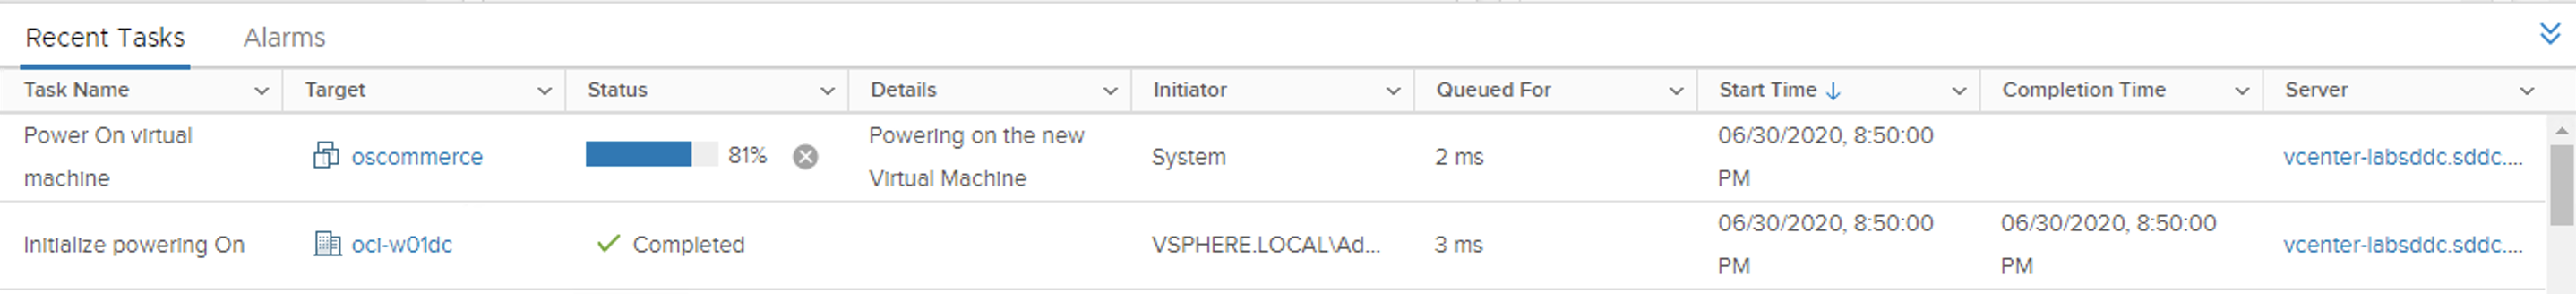 Recent Tasks Alarms
Task Name Target Status Details Initiator Queued For Start Time Completion Time Server
Power On virtual machine oscommerce 81% Powering on the new Virtual Machine System 2 ms 06/30/2020, 8:50:00 PM vcenter-labsddc.sddc....
Initialize powering On oci-w01dc Completed VSPHERE.LOCAL\Ad... 3 ms 06/30/2020, 8:50:00 PM 06/30/2020, 8:50:00 PM vcenter-labsddc.sddc....